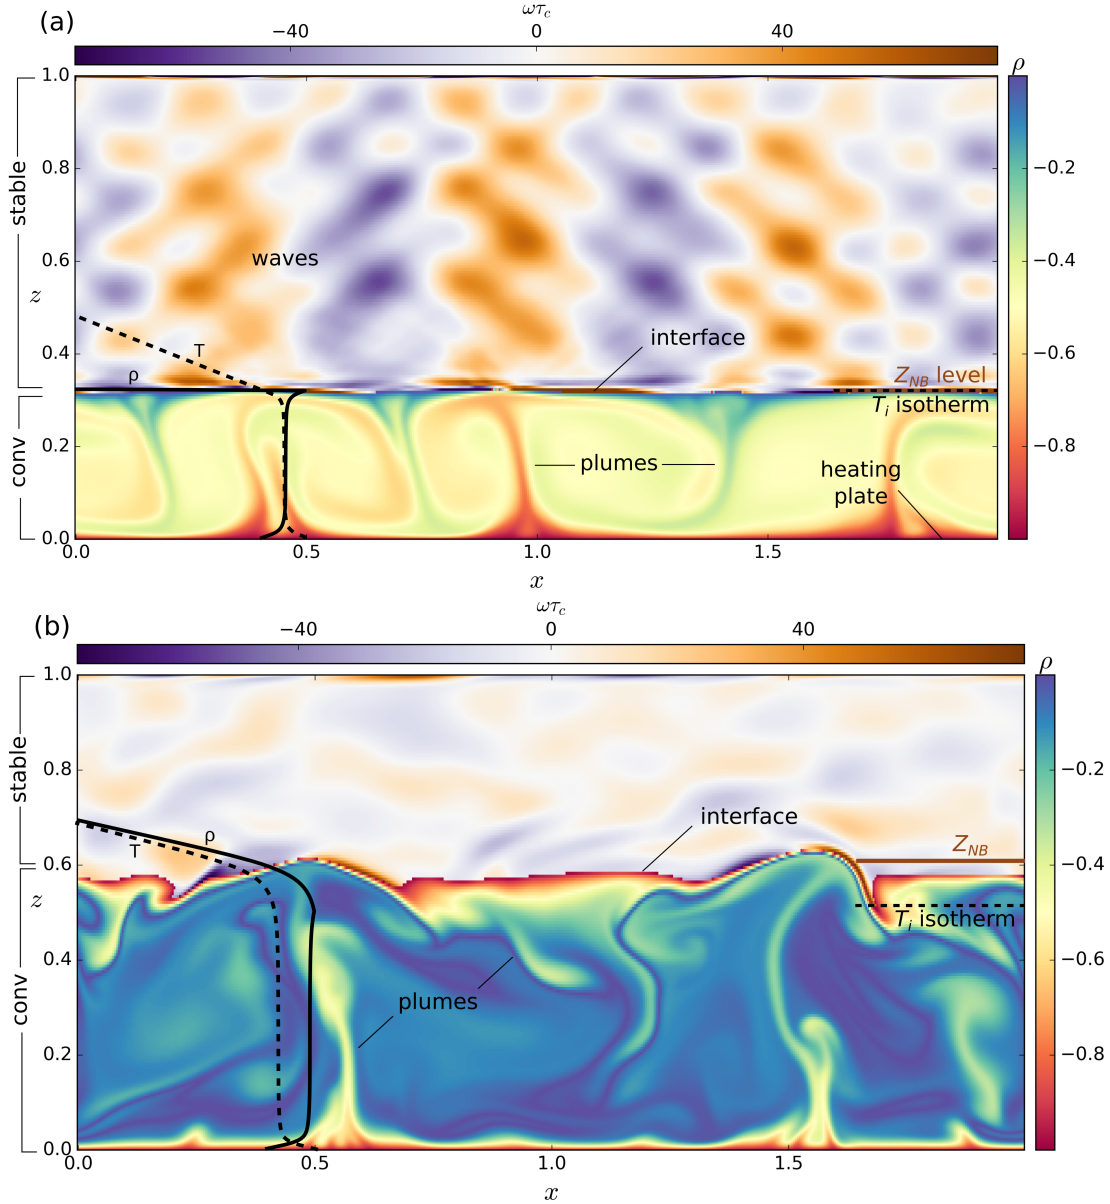 (a)
ωτc
−40 0 40
ρ
1.0
0.8
0.6
0.4
0.2
0.0
stable
z
conv
waves
T
ρ
interface
Z_NB level
T_i isotherm
plumes
heating
plate
−0.2
−0.4
−0.6
−0.8
0.0 0.5 1.0 1.5
x
(b)
ωτc
−40 0 40
ρ
1.0
0.8
0.6
0.4
0.2
0.0
stable
z
conv
interface
ρ
T
Z_NB
T_i isotherm
plumes
−0.2
−0.4
−0.6
−0.8
0.0 0.5 1.0 1.5
x